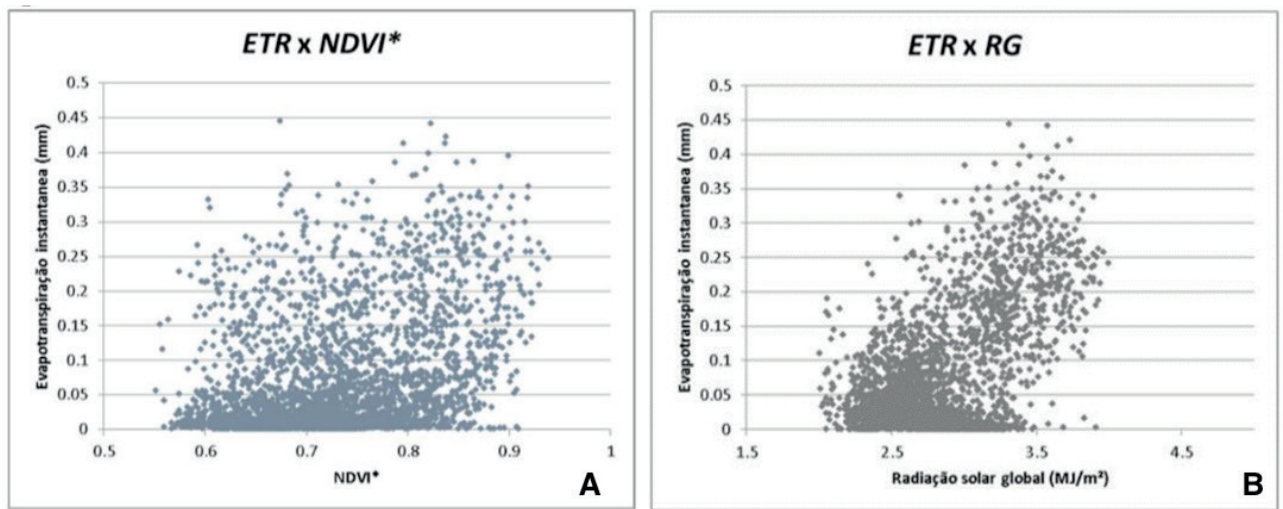 ETR x NDVI*
0.5
0.45
0.4
0.35
0.3
0.25
0.2
0.15
0.1
0.05
0
Evapotranspiração instantanea (mm)
0.5 0.6 0.7 0.8 0.9 1
NDVI*
A
ETR x RG
0.5
0.45
0.4
0.35
0.3
0.25
0.2
0.15
0.1
0.05
0
Evapotranspiração instantanea (mm)
1.5 2.5 3.5 4.5
Radiação solar global (MJ/m²)
B